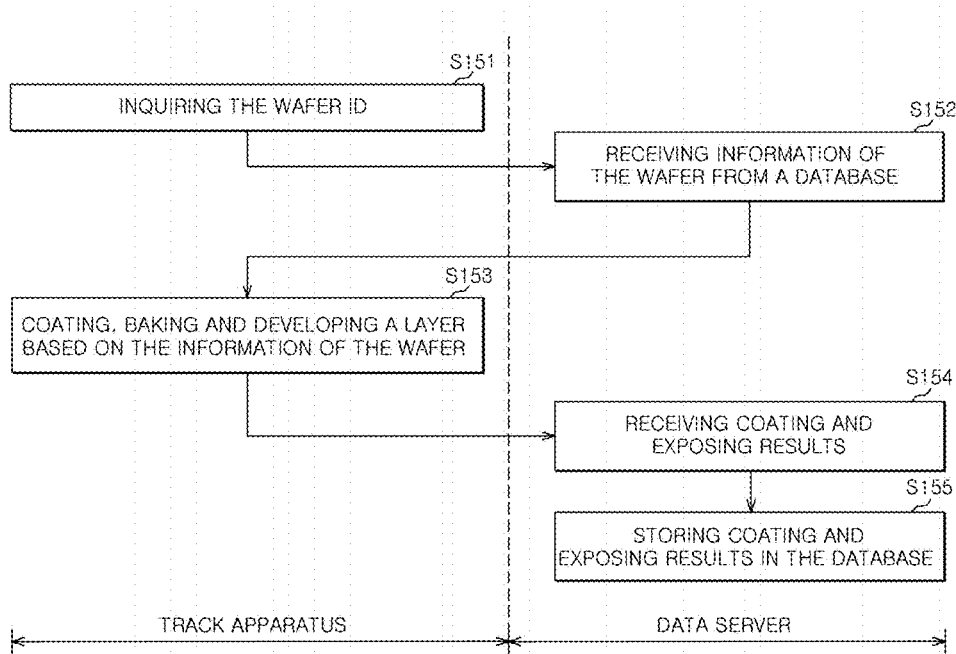 S151
INQUIRING THE WAFER ID
S152
RECEIVING INFORMATION OF
THE WAFER FROM A DATABASE
S153
COATING, BAKING AND DEVELOPING A LAYER
BASED ON THE INFORMATION OF THE WAFER
S154
RECEIVING COATING AND
EXPOSING RESULTS
S155
STORING COATING AND
EXPOSING RESULTS IN THE DATABASE
TRACK APPARATUS
DATA SERVER